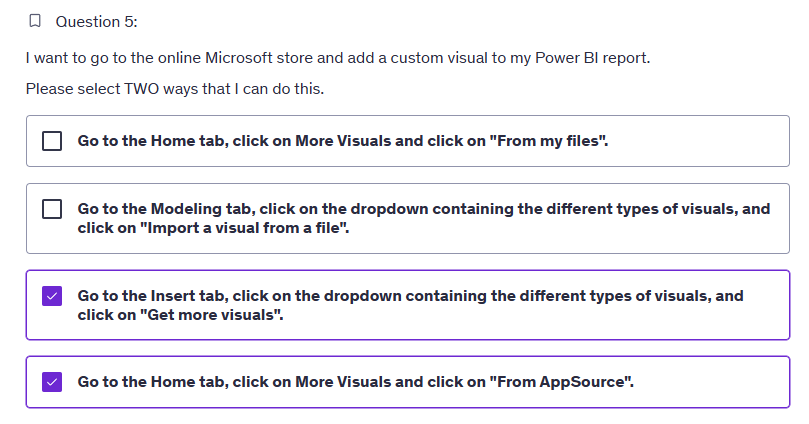 Question 5:
I want to go to the online Microsoft store and add a custom visual to my Power BI report.
Please select TWO ways that I can do this.
Go to the Home tab, click on More Visuals and click on "From my files".
Go to the Modeling tab, click on the dropdown containing the different types of visuals, and
click on "Import a visual from a file".
Go to the Insert tab, click on the dropdown containing the different types of visuals, and
click on "Get more visuals".
Go to the Home tab, click on More Visuals and click on "From AppSource".